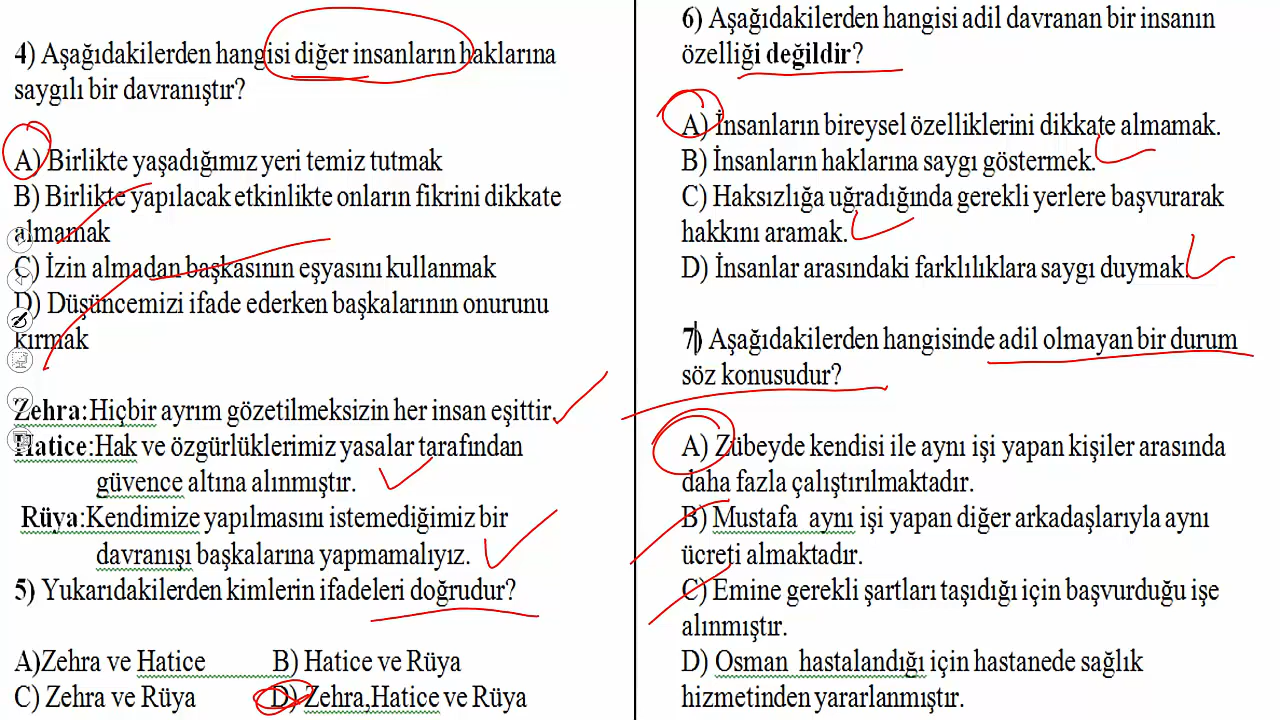 4) Aşağıdakilerden hangisi diğer insanların haklarına
saygılı bir davranıştır?
A) Birlikte yaşadığımız yeri temiz tutmak
B) Birlikte yapılacak etkinlikte onların fikrini dikkate
almamak
C) İzin almadan başkasının eşyasını kullanmak
D) Düşüncemizi ifade ederken başkalarının onurunu
kırmak
Zehra:Hiçbir ayrım gözetilmeksizin her insan eşittir.
Hatice:Hak ve özgürlüklerimiz yasalar tarafından
güvence altına alınmıştır.
Rüya:Kendimize yapılmasını istemediğimiz bir
davranışı başkalarına yapmamalıyız.
5) Yukarıdakilerden kimlerin ifadeleri doğrudur?
A)Zehra ve Hatice B) Hatice ve Rüya
C) Zehra ve Rüya D) Zehra,Hatice ve Rüya
6) Aşağıdakilerden hangisi adil davranan bir insanın
özelliği değildir?
A) İnsanların bireysel özelliklerini dikkate almamak.
B) İnsanların haklarına saygı göstermek.
C) Haksızlığa uğradığında gerekli yerlere başvurarak
hakkını aramak.
D) İnsanlar arasındaki farklılıklara saygı duymak.
7) Aşağıdakilerden hangisinde adil olmayan bir durum
söz konusudur?
A) Zübeyde kendisi ile aynı işi yapan kişiler arasında
daha fazla çalıştırılmaktadır.
B) Mustafa aynı işi yapan diğer arkadaşlarıyla aynı
ücreti almaktadır.
C) Emine gerekli şartları taşıdığı için başvurduğu işe
alınmıştır.
D) Osman hastalandığı için hastanede sağlık
hizmetinden yararlanmıştır.